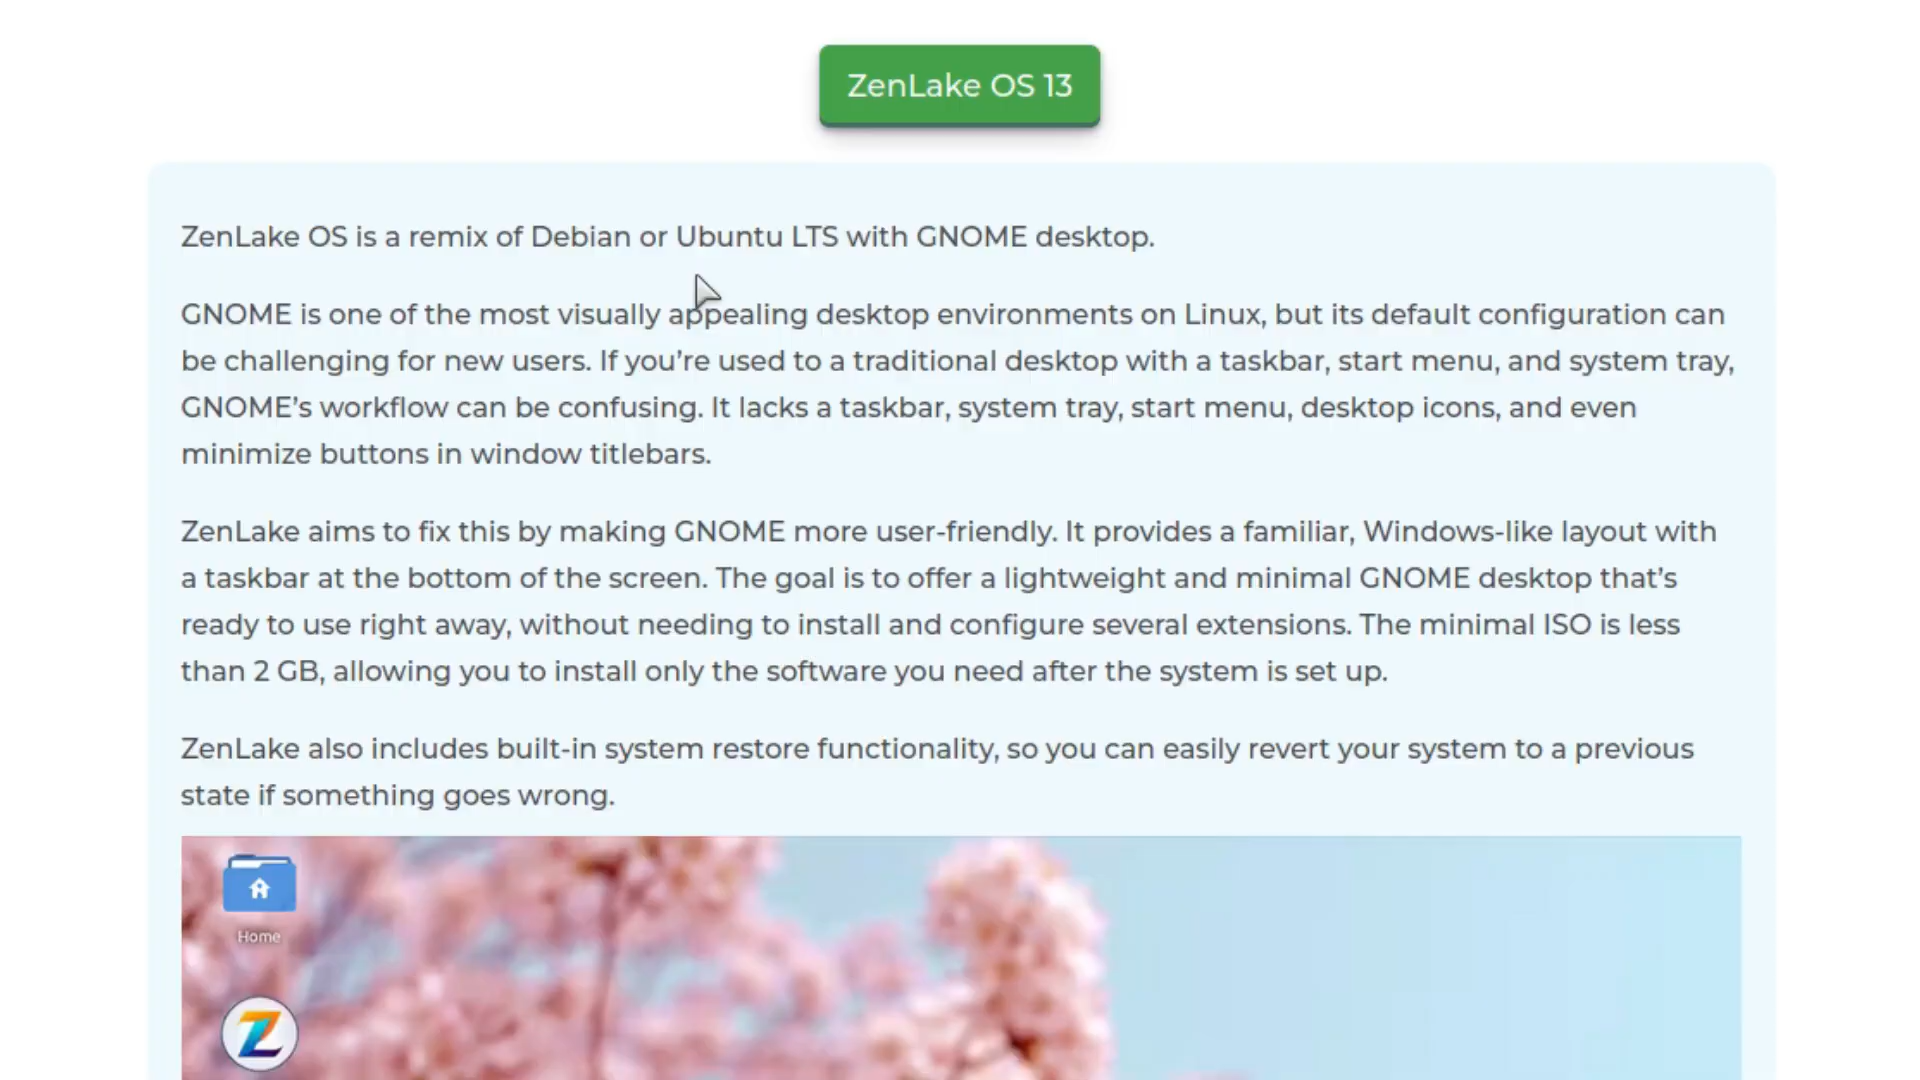 ZenLake OS 13
ZenLake OS is a remix of Debian or Ubuntu LTS with GNOME desktop.
GNOME is one of the most visually appealing desktop environments on Linux, but its default configuration can
be challenging for new users. If you’re used to a traditional desktop with a taskbar, start menu, and system tray,
GNOME’s workflow can be confusing. It lacks a taskbar, system tray, start menu, desktop icons, and even
minimize buttons in window titlebars.
ZenLake aims to fix this by making GNOME more user-friendly. It provides a familiar, Windows-like layout with
a taskbar at the bottom of the screen. The goal is to offer a lightweight and minimal GNOME desktop that’s
ready to use right away, without needing to install and configure several extensions. The minimal ISO is less
than 2 GB, allowing you to install only the software you need after the system is set up.
ZenLake also includes built-in system restore functionality, so you can easily revert your system to a previous
state if something goes wrong.
Home
Z